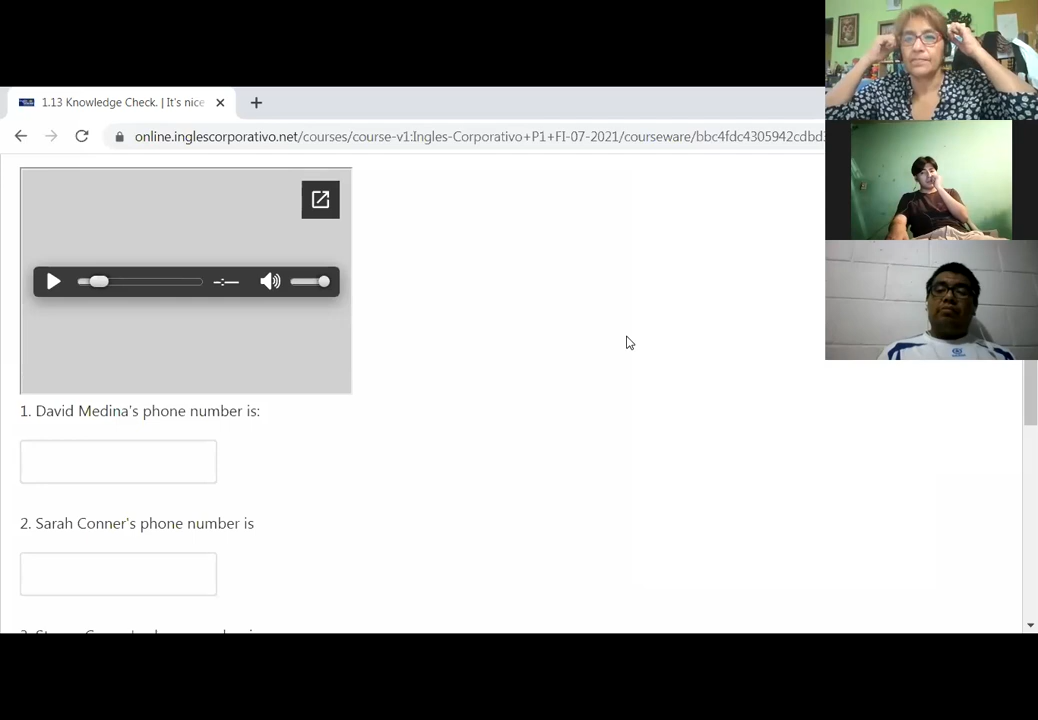 1.13 Knowledge Check. | It's nice
online.inglescorporativo.net/courses/course-v1:Ingles-Corporativo+P1+FI-07-2021/courseware/bbc4fdc4305942cdbd
1. David Medina's phone number is:
2. Sarah Conner's phone number is